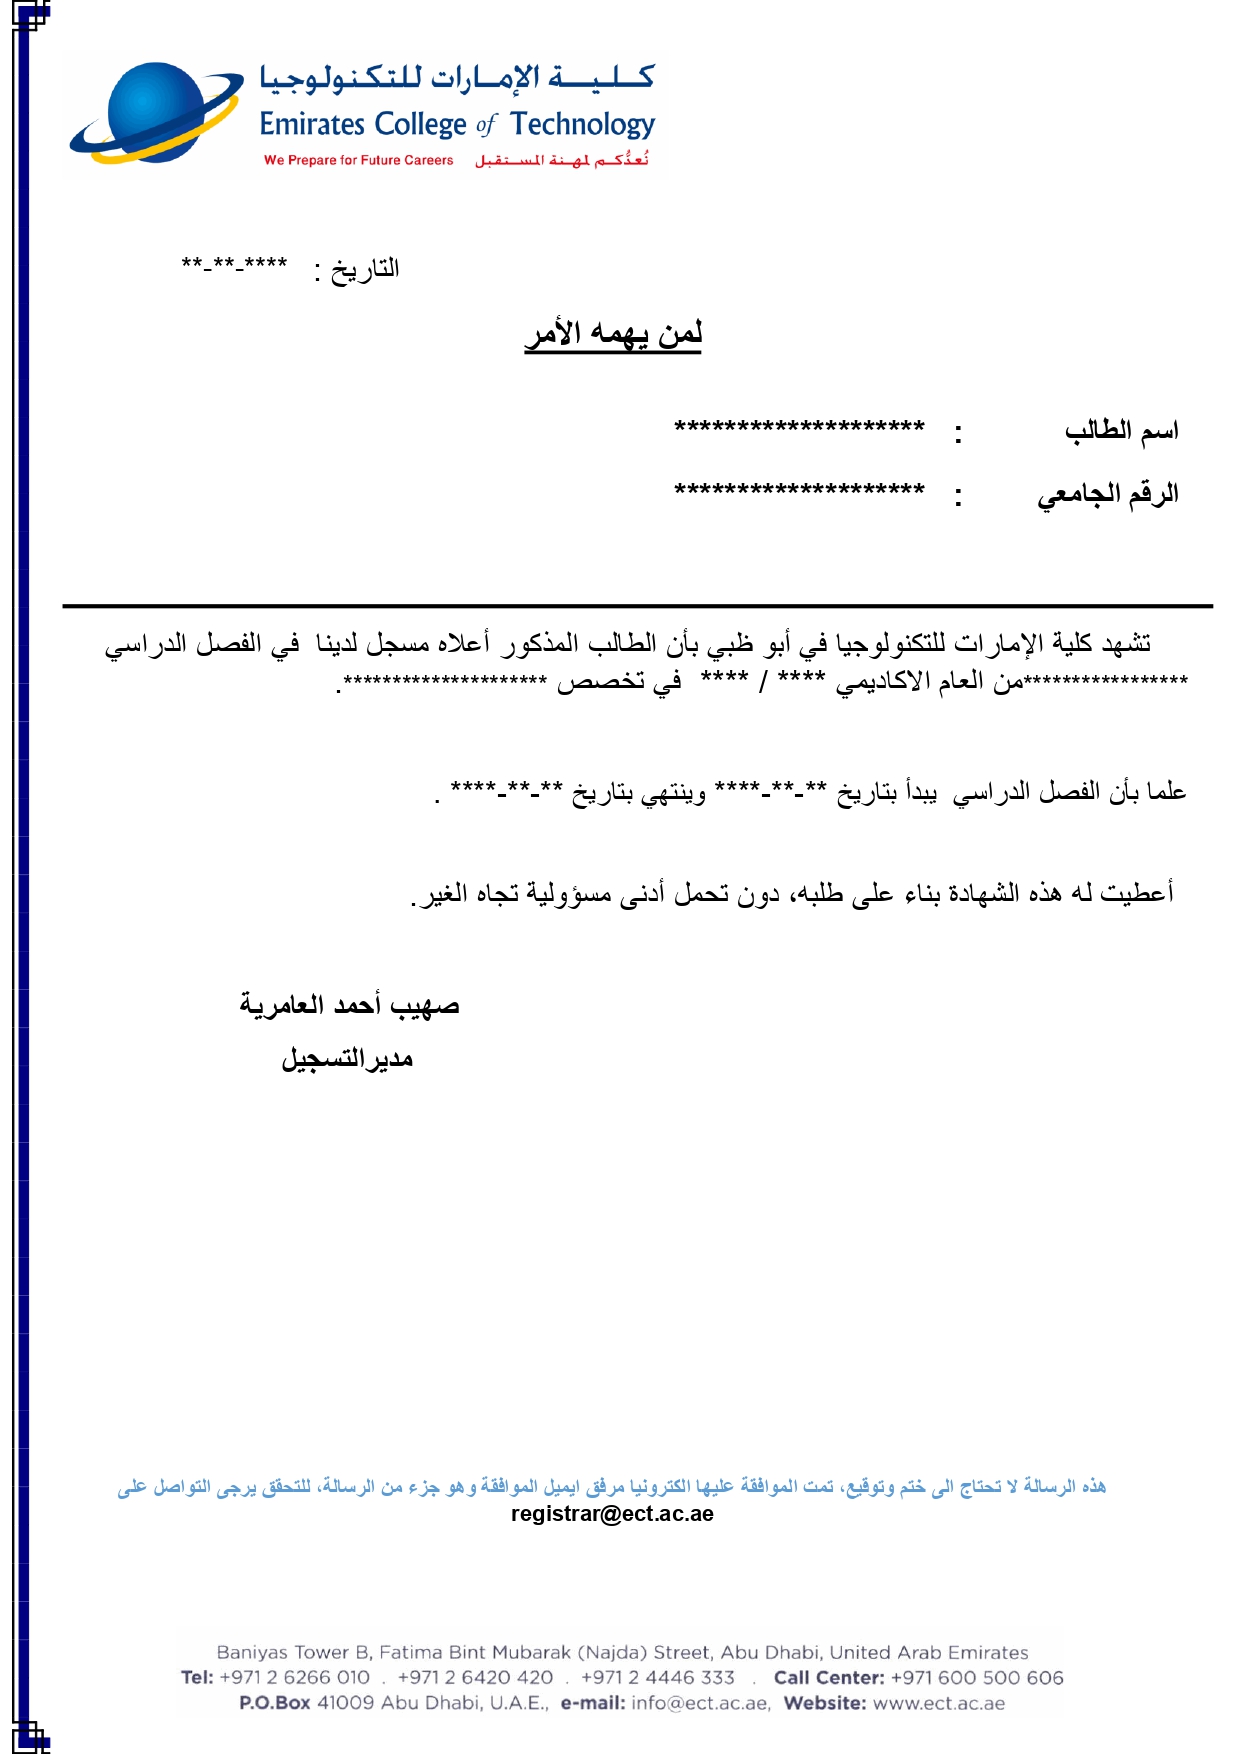 كلية الإمارات للتكنولوجيا
Emirates College of Technology
We Prepare for Future Careers نُعدُّكم لمهنة المستقبل
التاريخ : ****-**-**
لمن يهمه الأمر
اسم الطالب : ********************
الرقم الجامعي : ********************
تشهد كلية الإمارات للتكنولوجيا في أبو ظبي بأن الطالب المذكور أعلاه مسجل لدينا في الفصل الدراسي
*****************من العام الاكاديمي **** / **** في تخصص *********************.
علما بأن الفصل الدراسي يبدأ بتاريخ **-**-**** وينتهي بتاريخ **-**-**** .
أعطيت له هذه الشهادة بناء على طلبه، دون تحمل أدنى مسؤولية تجاه الغير.
صهيب أحمد العامرية
مديرالتسجيل
هذه الرسالة لا تحتاج الى ختم وتوقيع، تمت الموافقة عليها الكترونيا مرفق ايميل الموافقة وهو جزء من الرسالة، للتحقق يرجى التواصل على
registrar@ect.ac.ae
Baniyas Tower B, Fatima Bint Mubarak (Najda) Street, Abu Dhabi, United Arab Emirates
Tel: +971 2 6266 010 . +971 2 6420 420 . +971 2 4446 333 . Call Center: +971 600 500 606
P.O.Box 41009 Abu Dhabi, U.A.E., e-mail: info@ect.ac.ae, Website: www.ect.ac.ae